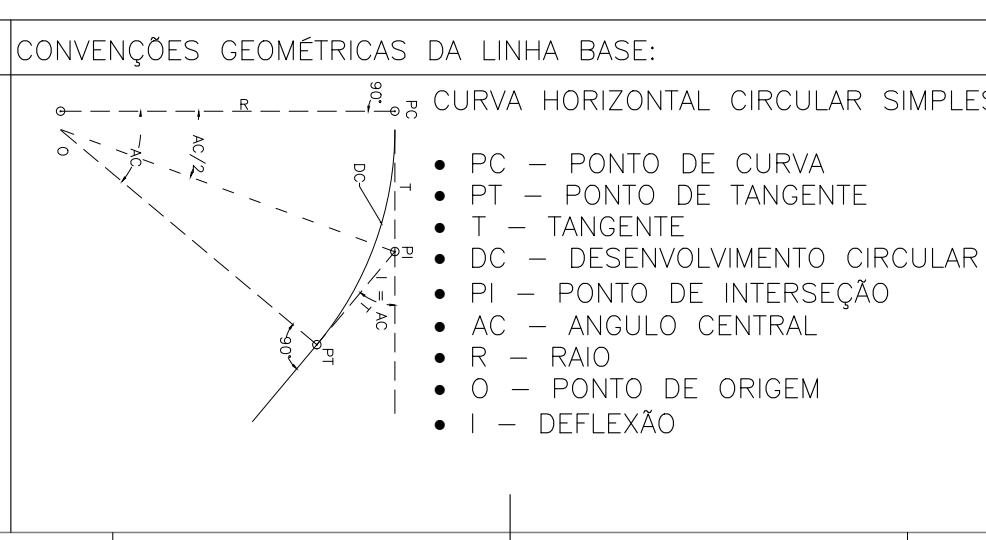 CONVENÇÕES GEOMÉTRICAS DA LINHA BASE:
CURVA HORIZONTAL CIRCULAR SIMPLES
• PC – PONTO DE CURVA
• PT – PONTO DE TANGENTE
• T – TANGENTE
• DC – DESENVOLVIMENTO CIRCULAR
• PI – PONTO DE INTERSEÇÃO
• AC – ANGULO CENTRAL
• R – RAIO
• O – PONTO DE ORIGEM
• I – DEFLEXÃO
R
90°
PC
O
AC
AC/2
DC
T
PI
I = AC
T
90°
PT